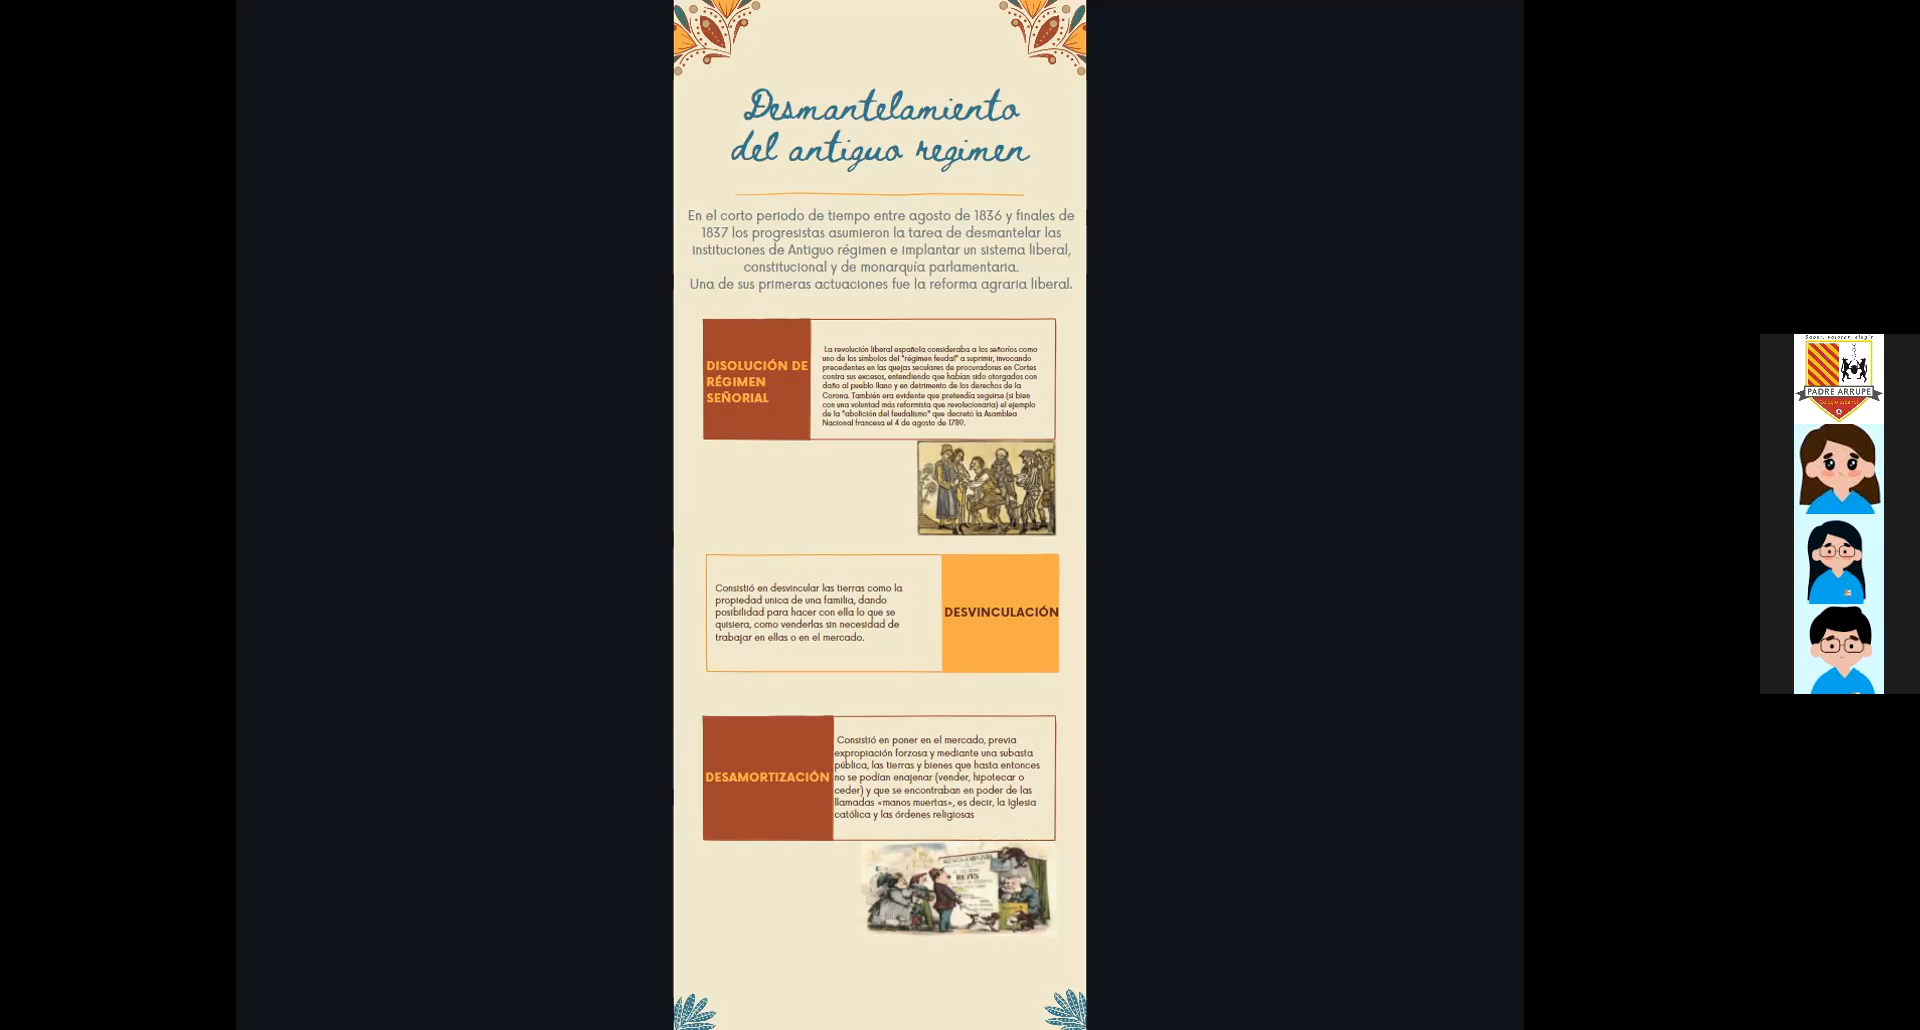 Desmantelamiento
del antiguo regimen
En el corto periodo de tiempo entre agosto de 1836 y finales de
1837 los progresistas asumieron la tarea de desmantelar las
instituciones de Antiguo régimen e implantar un sistema liberal,
constitucional y de monarquía parlamentaria.
Una de sus primeras actuaciones fue la reforma agraria liberal.
DISOLUCIÓN DE
RÉGIMEN
SEÑORIAL
La revolución liberal española consideraba a los señoríos como
uno de los símbolos del "régimen feudal" a suprimir, invocando
precedentes en las quejas seculares de procuradores en Cortes
contra sus excesos, entendiendo que habían sido otorgados con
daño al pueblo llano y en detrimento de los derechos de la
Corona. También era evidente que pretendía seguirse (si bien
con una voluntad más reformista que revolucionaria) el ejemplo
de la "abolición del feudalismo" que decretó la Asamblea
Nacional francesa el 4 de agosto de 1789.
Consistió en desvincular las tierras como la
propiedad unica de una familia, dando
posibilidad para hacer con ella lo que se
quisiera, como venderlas sin necesidad de
trabajar en ellas o en el mercado.
DESVINCULACIÓN
DESAMORTIZACIÓN
Consistió en poner en el mercado, previa
expropiación forzosa y mediante una subasta
pública, las tierras y bienes que hasta entonces
no se podían enajenar (vender, hipotecar o
ceder) y que se encontraban en poder de las
llamadas «manos muertas», es decir, la Iglesia
católica y las órdenes religiosas
REYES
PADRE ARRUPE